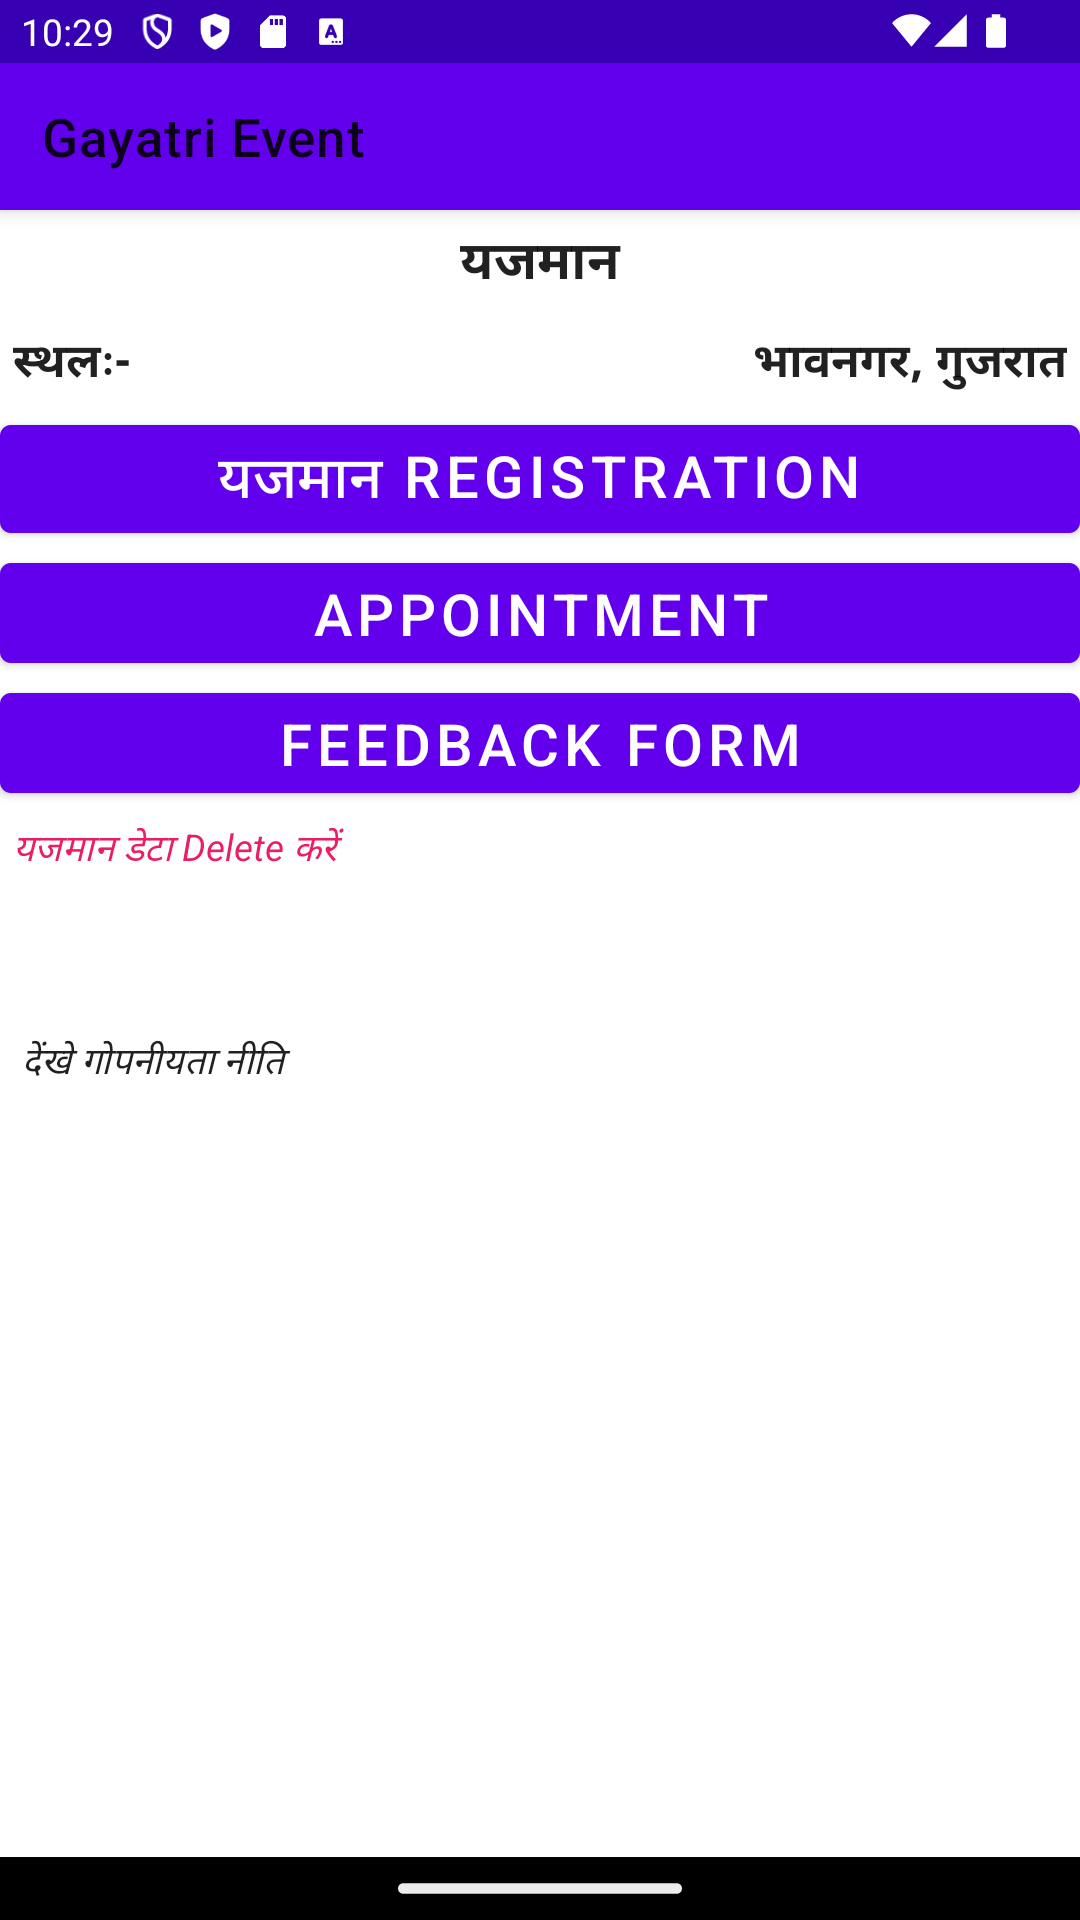 10:29
Gayatri Event
यजमान
स्थलः- भावनगर, गुजरात
यजमान REGISTRATION
APPOINTMENT
FEEDBACK FORM
यजमान डेटा Delete करें
देंखे गोपनीयता नीति